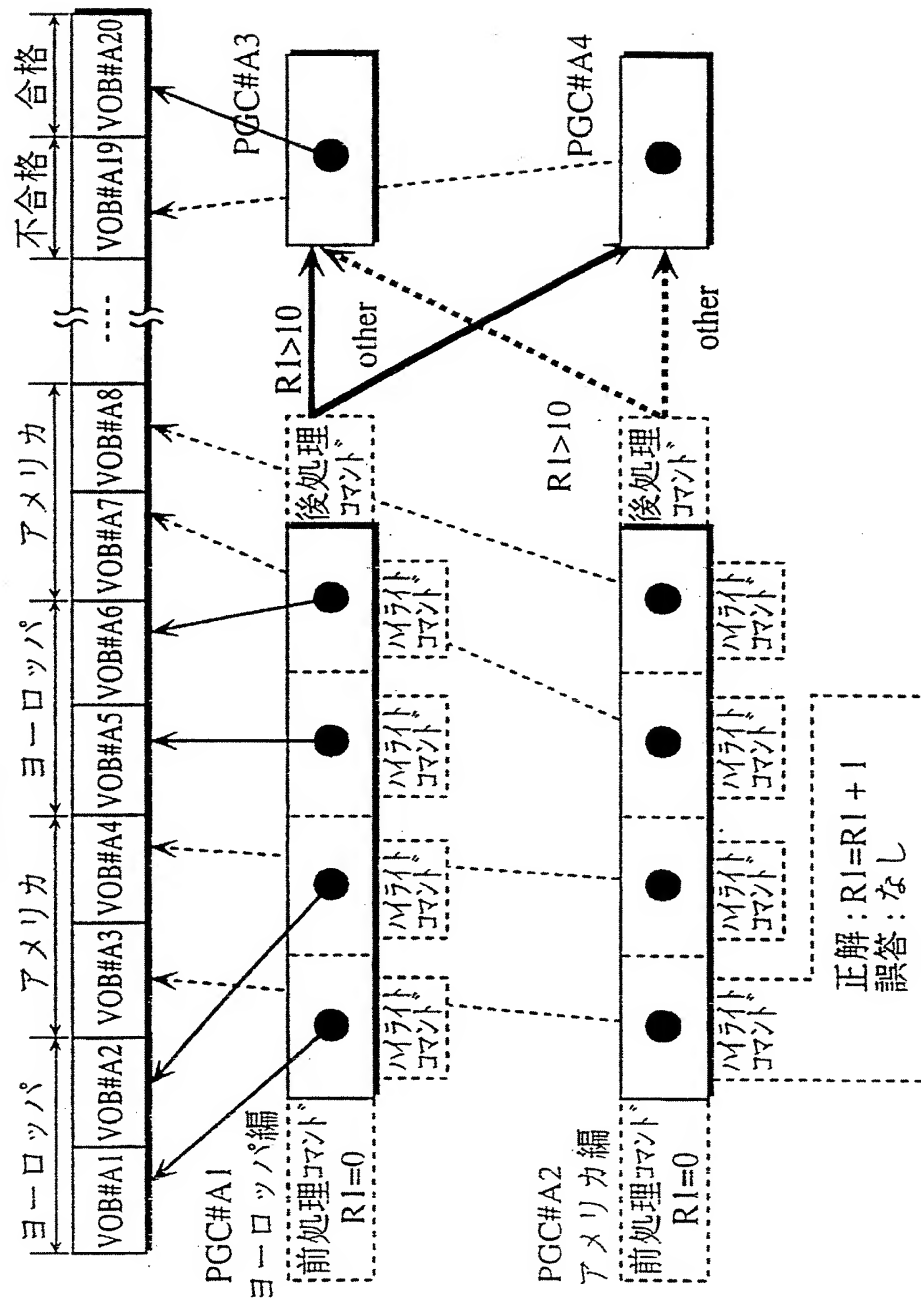 ヨーロッパ
アメリカ
ヨーロッパ
アメリカ
不合格
合格
VOB#A1
VOB#A2
VOB#A3
VOB#A4
VOB#A5
VOB#A6
VOB#A7
VOB#A8
VOB#A19
VOB#A20
PGC#A1
ヨーロッパ編
前処理コマンド
R1=0
ハイライト
コマンド
ハイライト
コマンド
ハイライト
コマンド
ハイライト
コマンド
後処理
コマンド
R1>10
other
PGC#A3
PGC#A2
アメリカ編
前処理コマンド
R1=0
ハイライト
コマンド
ハイライト
コマンド
ハイライト
コマンド
ハイライト
コマンド
後処理
コマンド
R1>10
other
PGC#A4
正解:R1=R1+1
誤答:なし